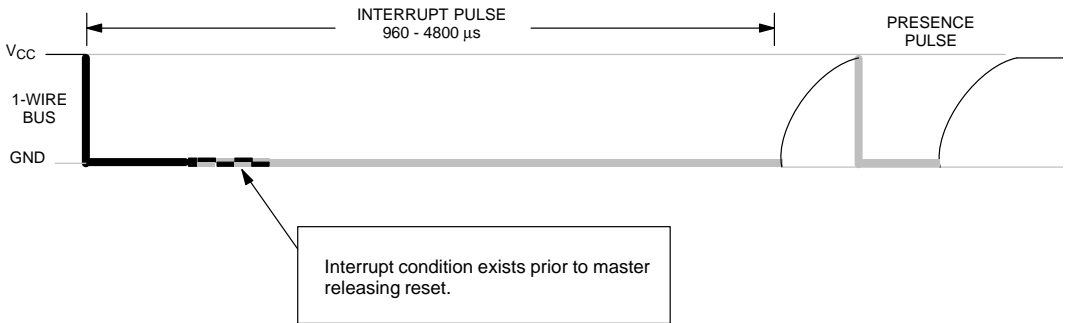 INTERRUPT PULSE
960 - 4800 μs
PRESENCE
PULSE
VCC
1-WIRE
BUS
GND
Interrupt condition exists prior to master
releasing reset.